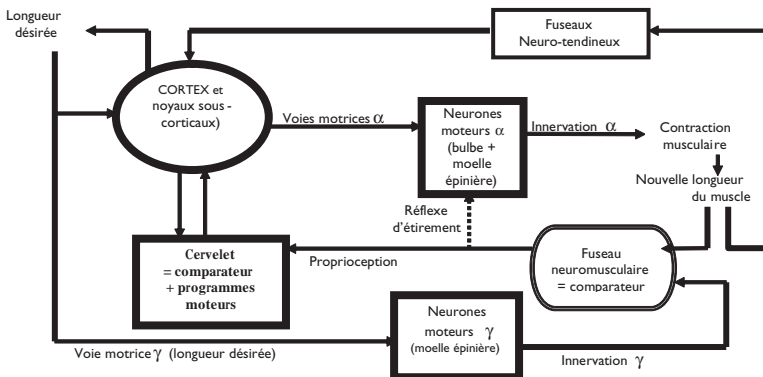 Longueur
désirée
Fuseaux
Neuro-tendineux
CORTEX et
noyaux sous -
corticaux)
Voies motrices α
Neurones
moteurs α
(bulbe +
moelle
épinière)
Innervation α
Contraction
musculaire
Nouvelle longueur
du muscle
Réflexe
d'étirement
Cervelet
= comparateur
+ programmes
moteurs
Proprioception
Fuseau
neuromusculaire
= comparateur
Neurones
moteurs γ
(moelle épinière)
Voie motrice γ (longueur désirée)
Innervation γ